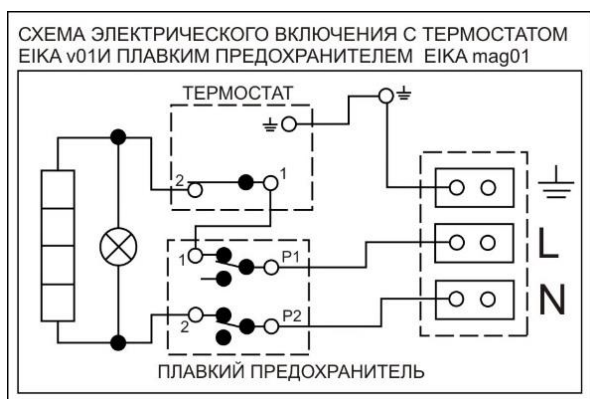 СХЕМА ЭЛЕКТРИЧЕСКОГО ВКЛЮЧЕНИЯ С ТЕРМОСТАТОМ
EIKA v01И ПЛАВКИМ ПРЕДОХРАНИТЕЛЕМ EIKA mag01
ТЕРМОСТАТ
2 1
1 P1 L
2 P2 N
ПЛАВКИЙ ПРЕДОХРАНИТЕЛЬ